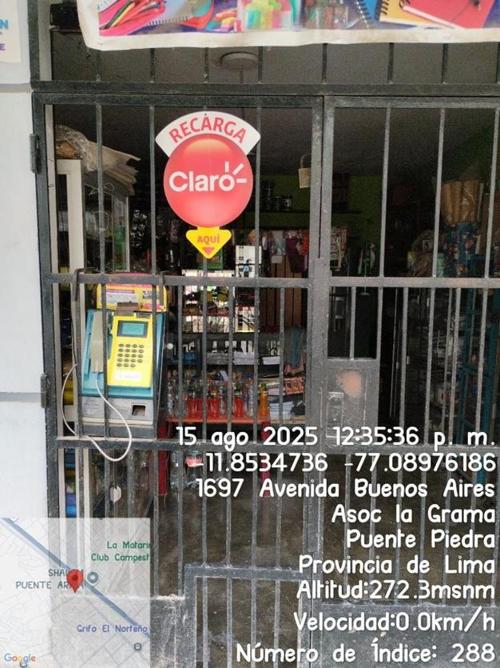 RECARGA
Claro
AQUÍ
15 ago 2025 12:35:36 p. m.
-11.8534736 -77.08976186
1697 Avenida Buenos Aires
Asoc la Grama
Puente Piedra
Provincia de Lima
Altitud:272.3msnm
Velocidad:0.0km/h
Número de Índice: 288
La Motari
Club Campest
PUENTE
Grifo El Norteño
Google